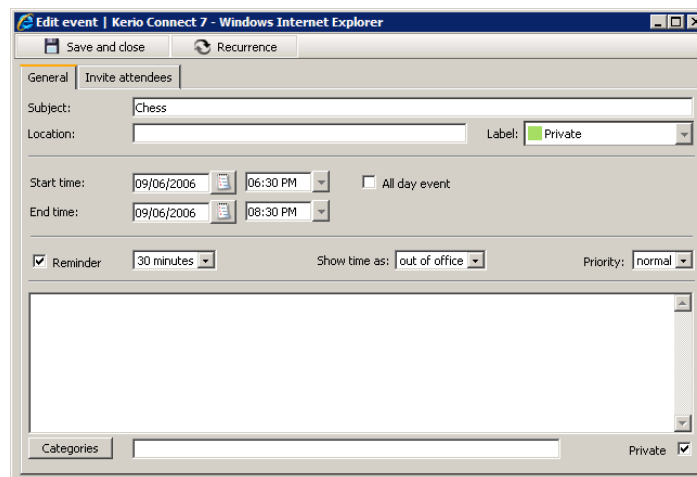 Edit event | Kerio Connect 7 - Windows Internet Explorer
Save and close Recurrence
General Invite attendees
Subject: Chess
Location: Label: Private
Start time: 09/06/2006 06:30 PM All day event
End time: 09/06/2006 08:30 PM
Reminder 30 minutes Show time as: out of office Priority: normal
Categories Private